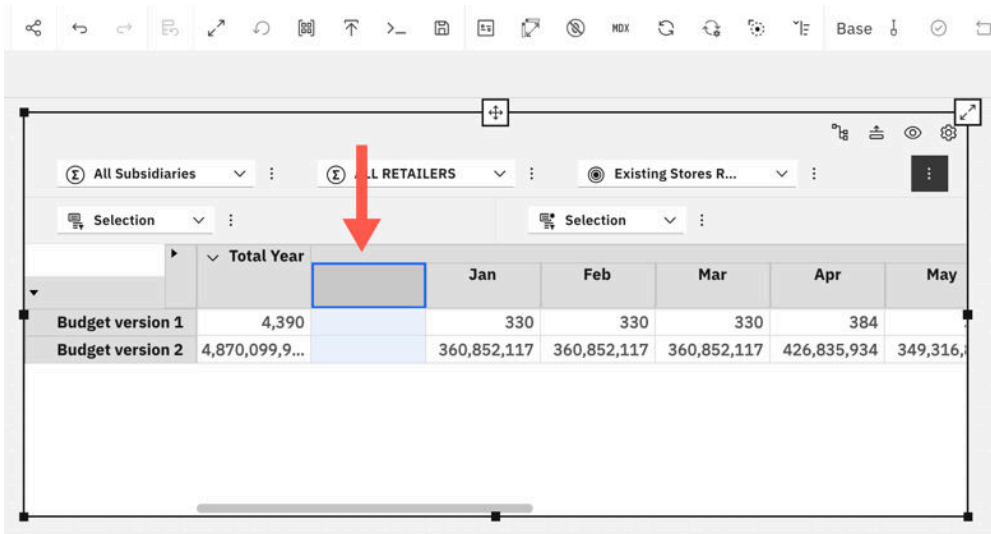 MDX Base
All Subsidiaries LL RETAILERS Existing Stores R...
Selection Selection
Total Year
Jan Feb Mar Apr May
Budget version 1 4,390 330 330 330 384
Budget version 2 4,870,099,9... 360,852,117 360,852,117 360,852,117 426,835,934 349,316,